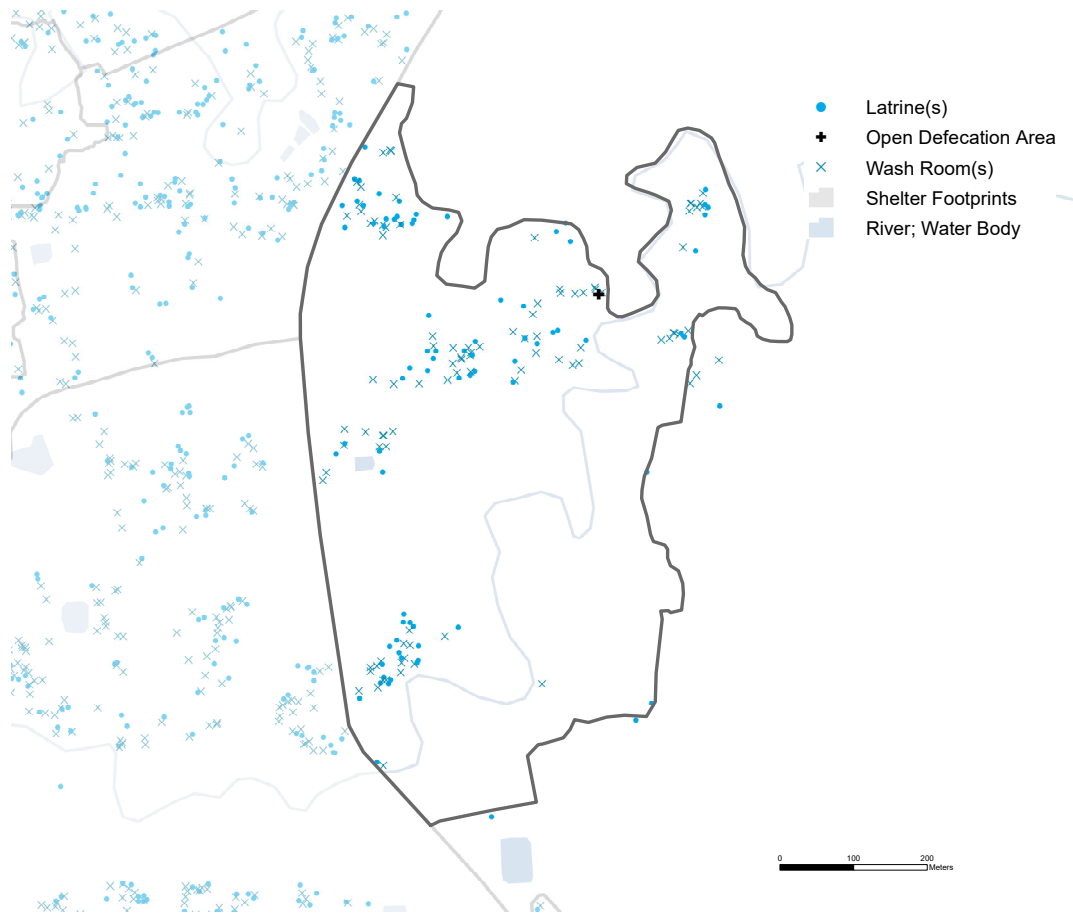 Latrine(s)
Open Defecation Area
Wash Room(s)
Shelter Footprints
River; Water Body
0 100 200
Meters